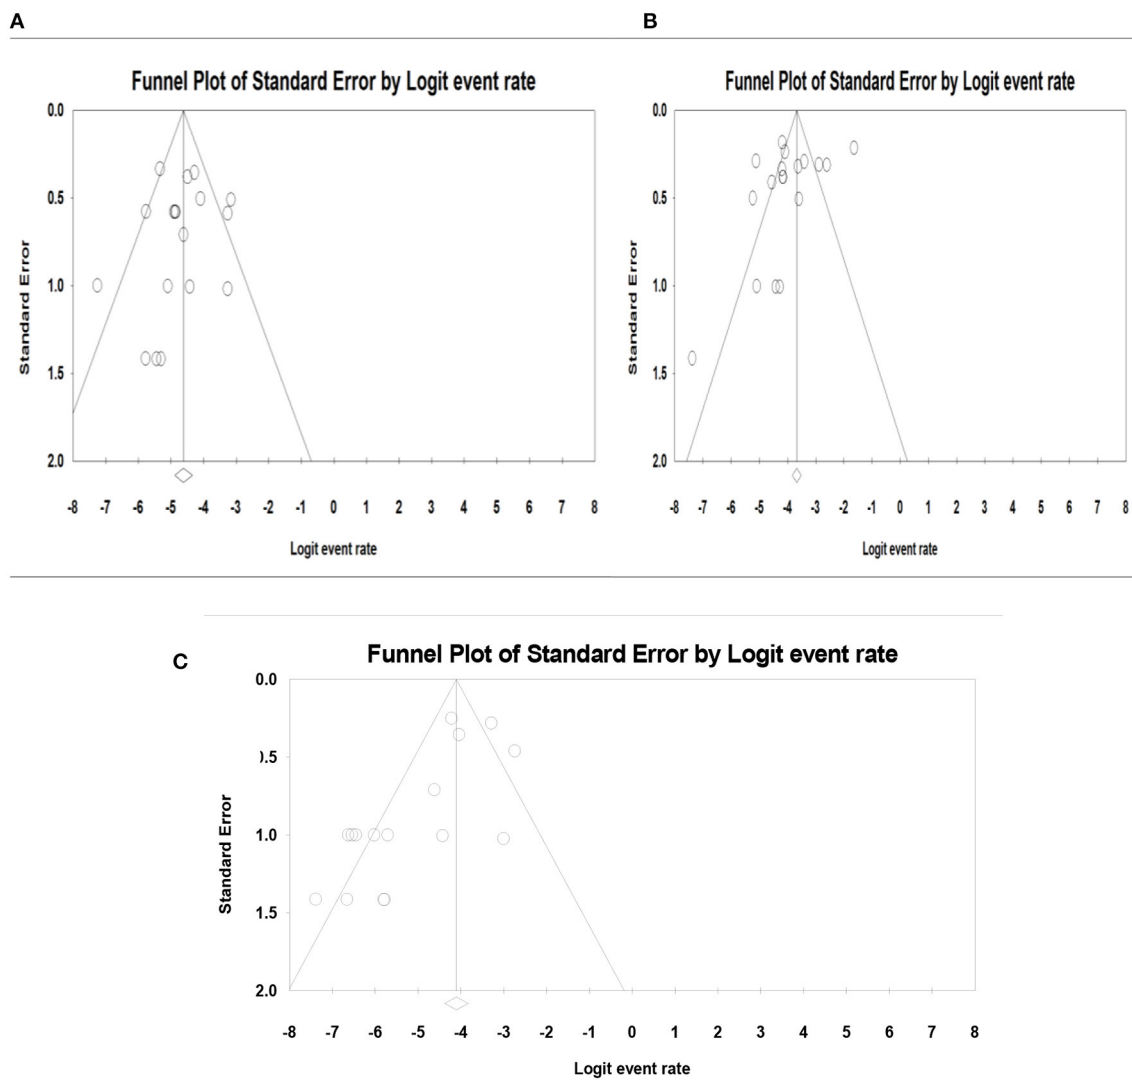 A
B
Funnel Plot of Standard Error by Logit event rate
Funnel Plot of Standard Error by Logit event rate
0.0
0.5
1.0
1.5
2.0
Standard Error
-8 -7 -6 -5 -4 -3 -2 -1 0 1 2 3 4 5 6 7 8
Logit event rate
0.0
0.5
1.0
1.5
2.0
Standard Error
-8 -7 -6 -5 -4 -3 -2 -1 0 1 2 3 4 5 6 7 8
Logit event rate
C
Funnel Plot of Standard Error by Logit event rate
0.0
).5
1.0
1.5
2.0
Standard Error
-8 -7 -6 -5 -4 -3 -2 -1 0 1 2 3 4 5 6 7 8
Logit event rate